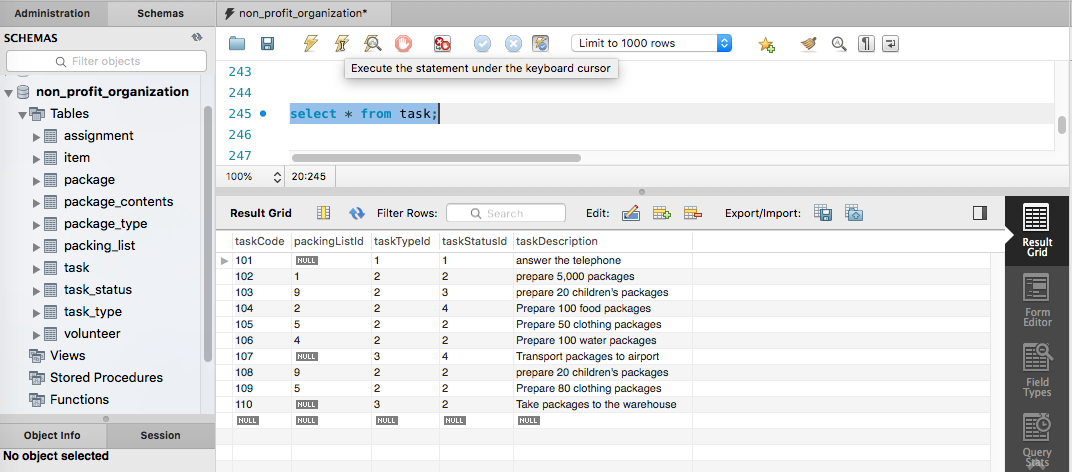 Administration Schemas non_profit_organization*
SCHEMAS
Filter objects
non_profit_organization
Tables
assignment
item
package
package_contents
package_type
packing_list
task
task_status
task_type
volunteer
Views
Stored Procedures
Functions
Object Info Session
No object selected
Limit to 1000 rows
Execute the statement under the keyboard cursor
243
244
245 select * from task;
246
247
100% 20:245
Result Grid Filter Rows: Search Edit: Export/Import:
taskCode packingListId taskTypeId taskStatusId taskDescription
101 NULL 1 1 answer the telephone
102 1 2 2 prepare 5,000 packages
103 9 2 3 prepare 20 children's packages
104 2 2 4 Prepare 100 food packages
105 5 2 2 Prepare 50 clothing packages
106 4 2 2 Prepare 100 water packages
107 NULL 3 4 Transport packages to airport
108 9 2 2 prepare 20 children's packages
109 5 2 2 Prepare 80 clothing packages
110 NULL 3 2 Take packages to the warehouse
NULL NULL NULL NULL NULL
Result
Grid
Form
Editor
Field
Types
Query
Stats